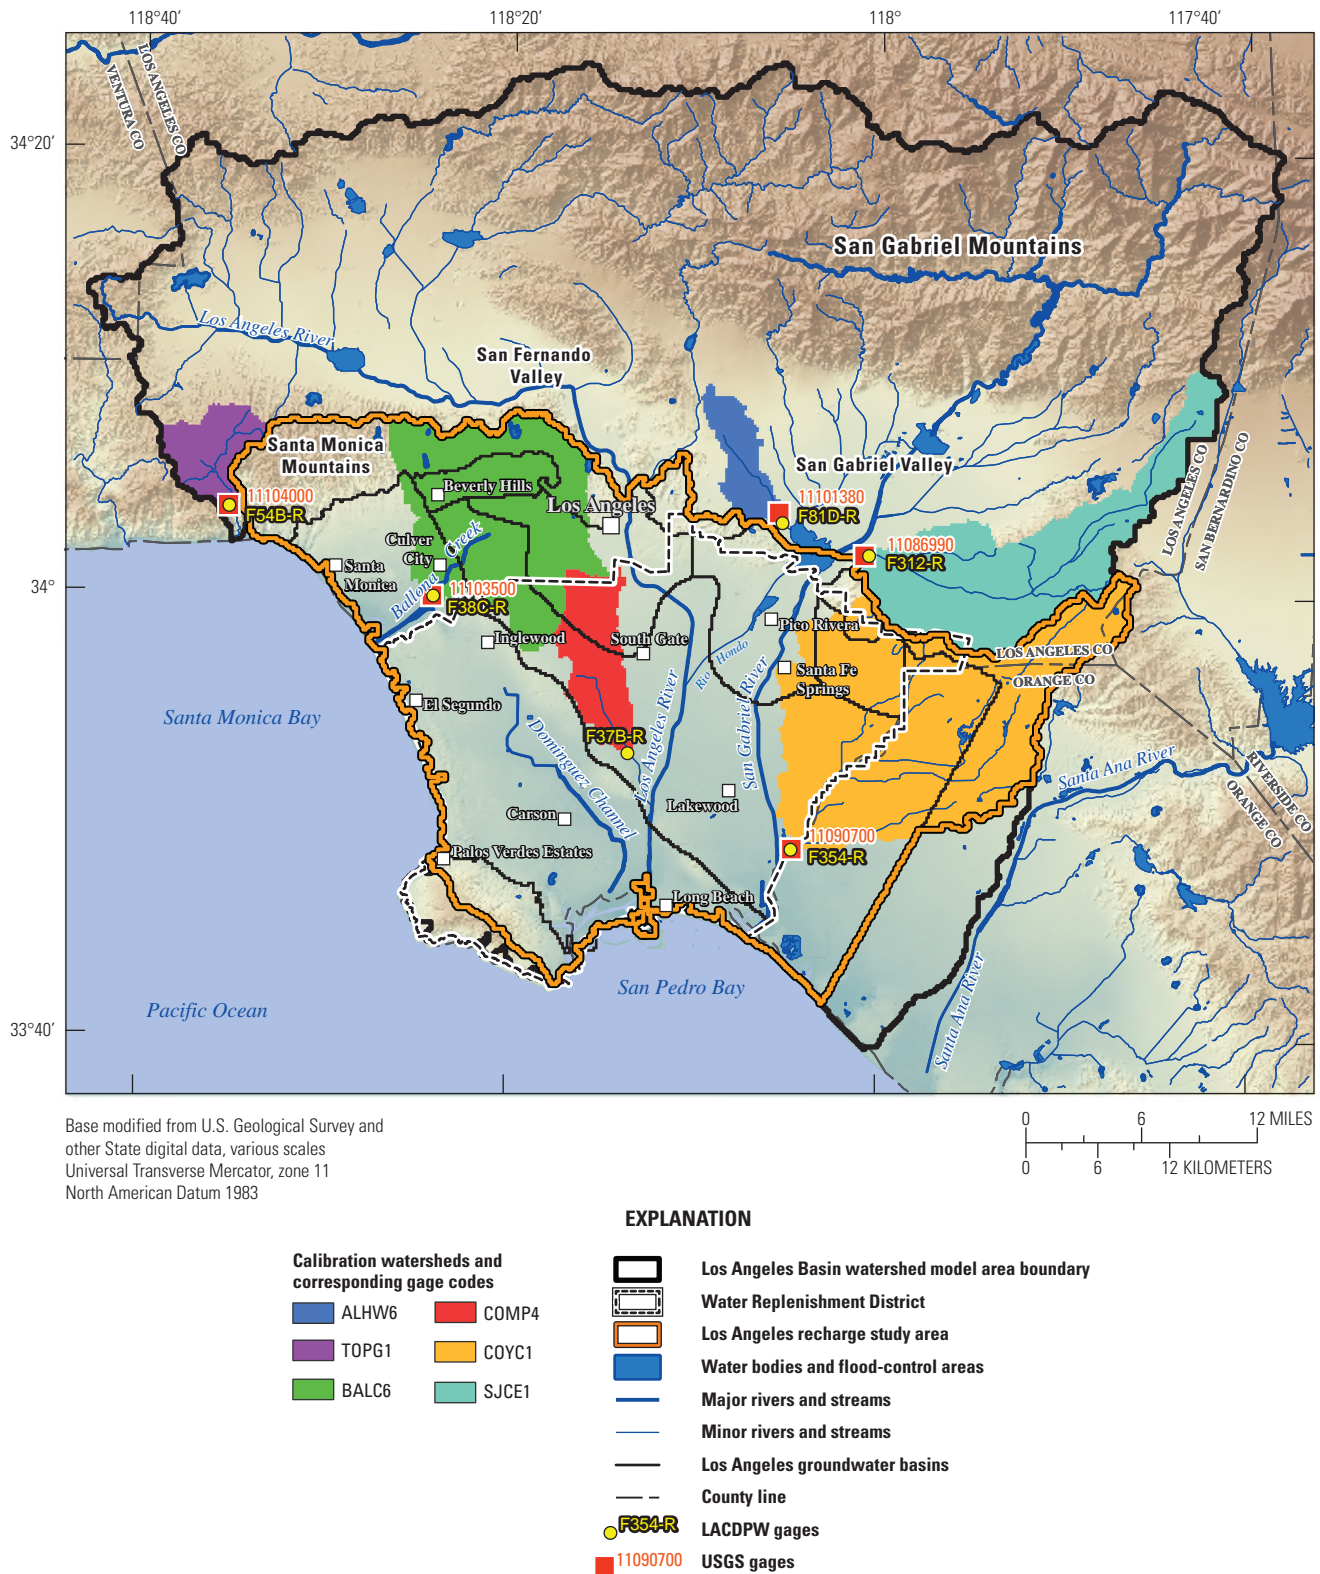 118°40′
118°20′
118°
117°40′
34°20′
34°
33°40′
VENTURA CO
LOS ANGELES CO
San Gabriel Mountains
Los Angeles River
San Fernando
Valley
Santa Monica
Mountains
San Gabriel Valley
LOS ANGELES CO
SAN BERNARDINO CO
11104000
F54B-R
Beverly Hills
Los Angeles
11101380
F81D-R
11086990
F312-R
Culver
City
Ballona Creek
Santa
Monica
11103500
F38C-R
Inglewood
South Gate
Pico Rivera
Rio Hondo
Santa Fe
Springs
LOS ANGELES CO
ORANGE CO
El Segundo
Santa Monica Bay
F37B-R
Dominguez Channel
Los Angeles River
San Gabriel River
Santa Ana River
RIVERSIDE CO
ORANGE CO
Lakewood
Carson
11090700
F354-R
Palos Verdes Estates
Long Beach
San Pedro Bay
Pacific Ocean
Santa Ana River
Base modified from U.S. Geological Survey and
other State digital data, various scales
Universal Transverse Mercator, zone 11
North American Datum 1983
0 6 12 MILES
0 6 12 KILOMETERS
EXPLANATION
Calibration watersheds and
corresponding gage codes
ALHW6
COMP4
TOPG1
COYC1
BALC6
SJCE1
Los Angeles Basin watershed model area boundary
Water Replenishment District
Los Angeles recharge study area
Water bodies and flood-control areas
Major rivers and streams
Minor rivers and streams
Los Angeles groundwater basins
County line
F354-R LACDPW gages
11090700 USGS gages